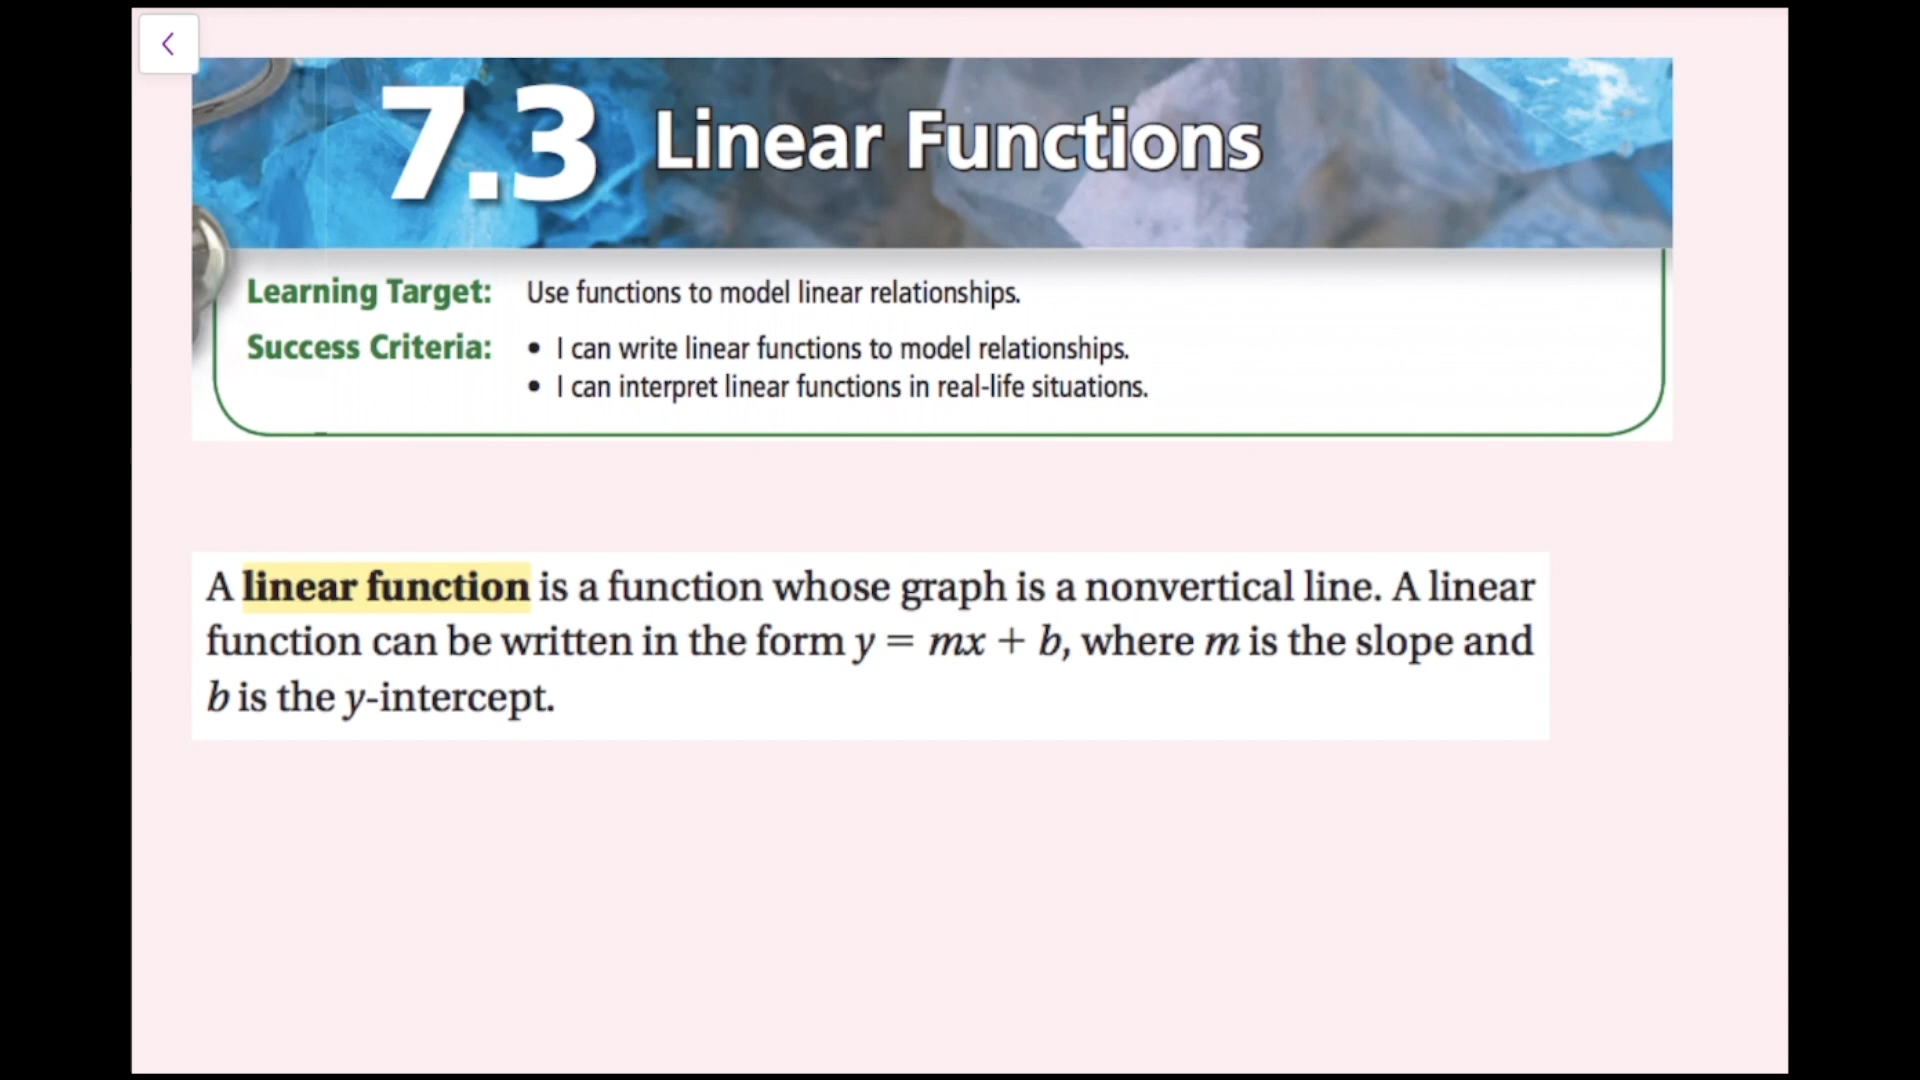 7.3 Linear Functions
Learning Target: Use functions to model linear relationships.
Success Criteria: • I can write linear functions to model relationships.
• I can interpret linear functions in real-life situations.
A linear function is a function whose graph is a nonvertical line. A linear
function can be written in the form y = mx + b, where m is the slope and
b is the y-intercept.